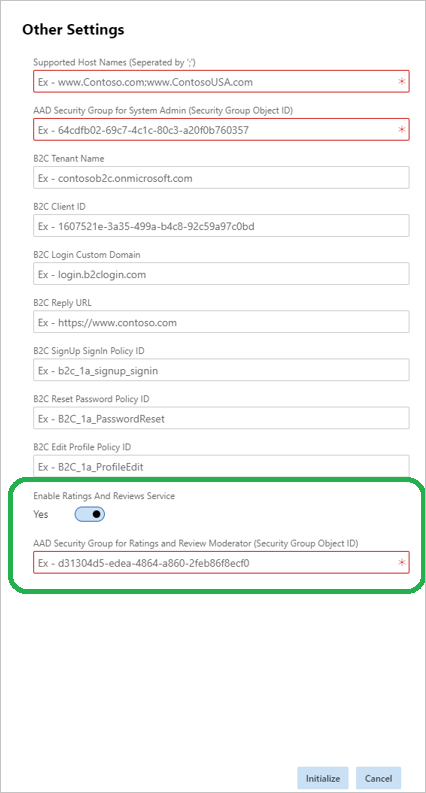 Other Settings
Supported Host Names (Seperated by ';')
Ex - www.Contoso.com;www.ContosoUSA.com *
AAD Security Group for System Admin (Security Group Object ID)
Ex - 64cdfb02-69c7-4c1c-80c3-a20f0b760357 *
B2C Tenant Name
Ex - contosob2c.onmicrosoft.com
B2C Client ID
Ex - 1607521e-3a35-499a-b4c8-92c59a97c0bd
B2C Login Custom Domain
Ex - login.b2clogin.com
B2C Reply URL
Ex - https://www.contoso.com
B2C SignUp SignIn Policy ID
Ex - b2c_1a_signup_signin
B2C Reset Password Policy ID
Ex - B2C_1a_PasswordReset
B2C Edit Profile Policy ID
Ex - B2C_1a_ProfileEdit
Enable Ratings And Reviews Service
Yes
AAD Security Group for Ratings and Review Moderator (Security Group Object ID)
Ex - d31304d5-edea-4864-a860-2feb86f8ecf0 *
Initialize Cancel